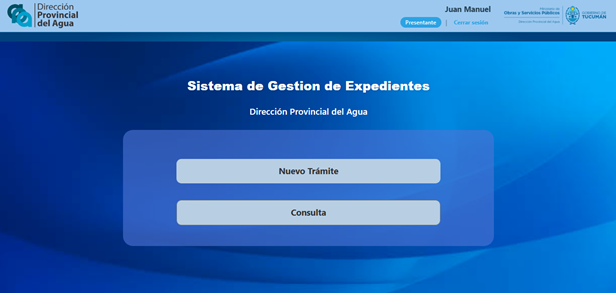 Dirección
Provincial
del Agua
Juan Manuel
Presentante | Cerrar sesión
MINISTERIO DE
Obras y Servicios Públicos
Dirección Provincial del Agua
GOBIERNO DE
TUCUMÁN
Sistema de Gestion de Expedientes
Dirección Provincial del Agua
Nuevo Trámite
Consulta